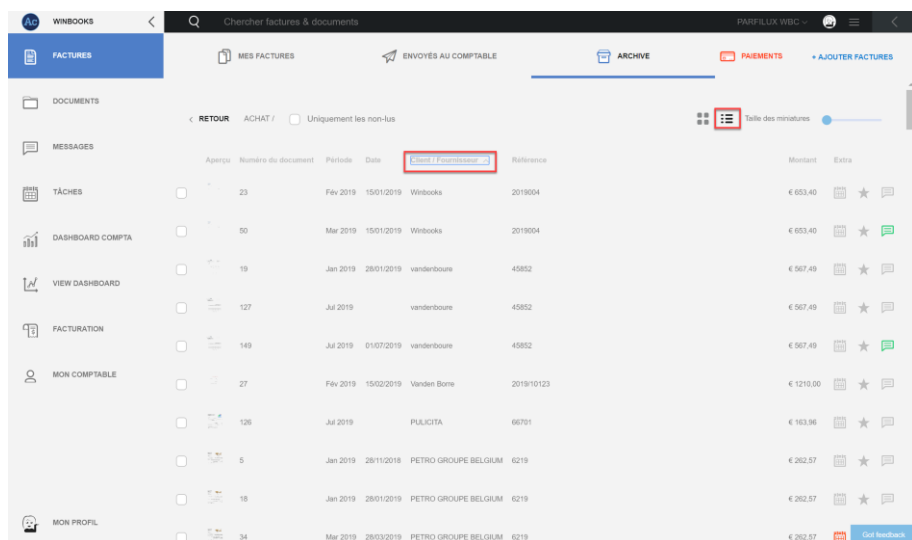 Ac WINBOOKS
Chercher factures & documents
PARFILUX WBC
FACTURES
MES FACTURES
ENVOYÉS AU COMPTABLE
ARCHIVE
PAIEMENTS
+ AJOUTER FACTURES
DOCUMENTS
MESSAGES
TÂCHES
DASHBOARD COMPTA
VIEW DASHBOARD
FACTURATION
MON COMPTABLE
MON PROFIL
RETOUR ACHAT / Uniquement les non-lus
Taille des miniatures
Aperçu Numéro du document Période Date Client / Fournisseur Référence Montant Extra
23 Fév 2019 15/01/2019 Winbooks 2019004 € 653,40
50 Mar 2019 15/01/2019 Winbooks 2019004 € 653,40
19 Jan 2019 28/01/2019 vandenboure 45852 € 567,49
127 Jul 2019 vandenboure 45852 € 567,49
149 Jul 2019 01/07/2019 vandenboure 45852 € 567,49
27 Fév 2019 15/02/2019 Vanden Borre 2019/10123 € 1210,00
126 Jul 2019 PULICITA 66701 € 163,96
5 Jan 2019 28/11/2018 PETRO GROUPE BELGIUM 6219 € 262,57
18 Jan 2019 28/01/2019 PETRO GROUPE BELGIUM 6219 € 262,57
34 Mar 2019 28/03/2019 PETRO GROUPE BELGIUM 6219 € 262,57
Got feedback